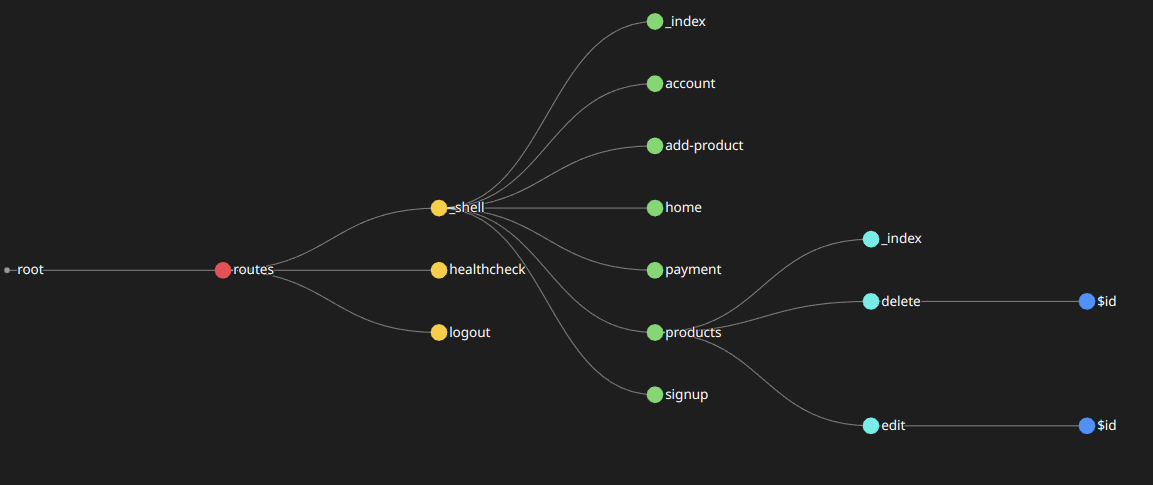 root
routes
_shell
healthcheck
logout
_index
account
add-product
home
payment
products
signup
_index
delete
edit
$id
$id